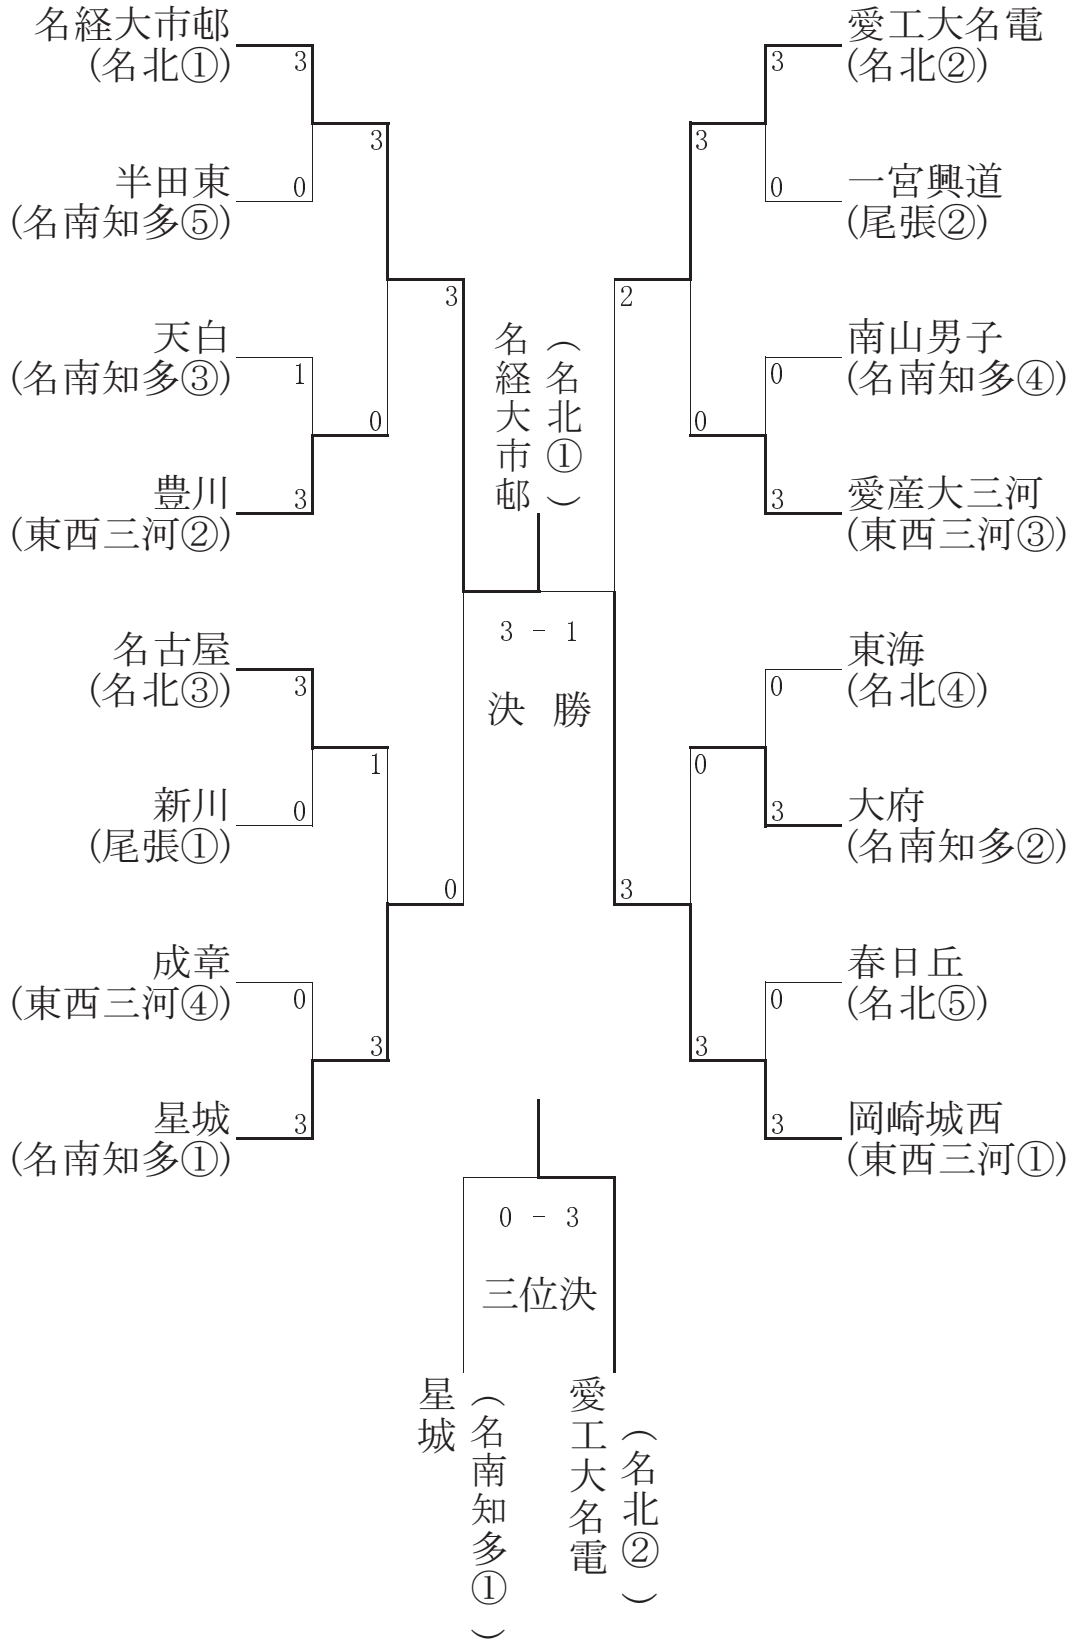 名経大市邨
(名北①)
3
3
半田東
(名南知多⑤)
0
3
天白
(名南知多③)
1
0
豊川
(東西三河②)
3
名古屋
(名北③)
3
1
新川
(尾張①)
0
0
成章
(東西三河④)
0
3
星城
(名南知多①)
3
名経大市邨
(名北①)
3 - 1
決 勝
愛工大名電
(名北②)
3
3
一宮興道
(尾張②)
0
2
南山男子
(名南知多④)
0
0
愛産大三河
(東西三河③)
3
東海
(名北④)
0
0
大府
(名南知多②)
3
3
春日丘
(名北⑤)
0
3
岡崎城西
(東西三河①)
3
0 - 3
三位決
星城
(名南知多①)
愛工大名電
(名北②)